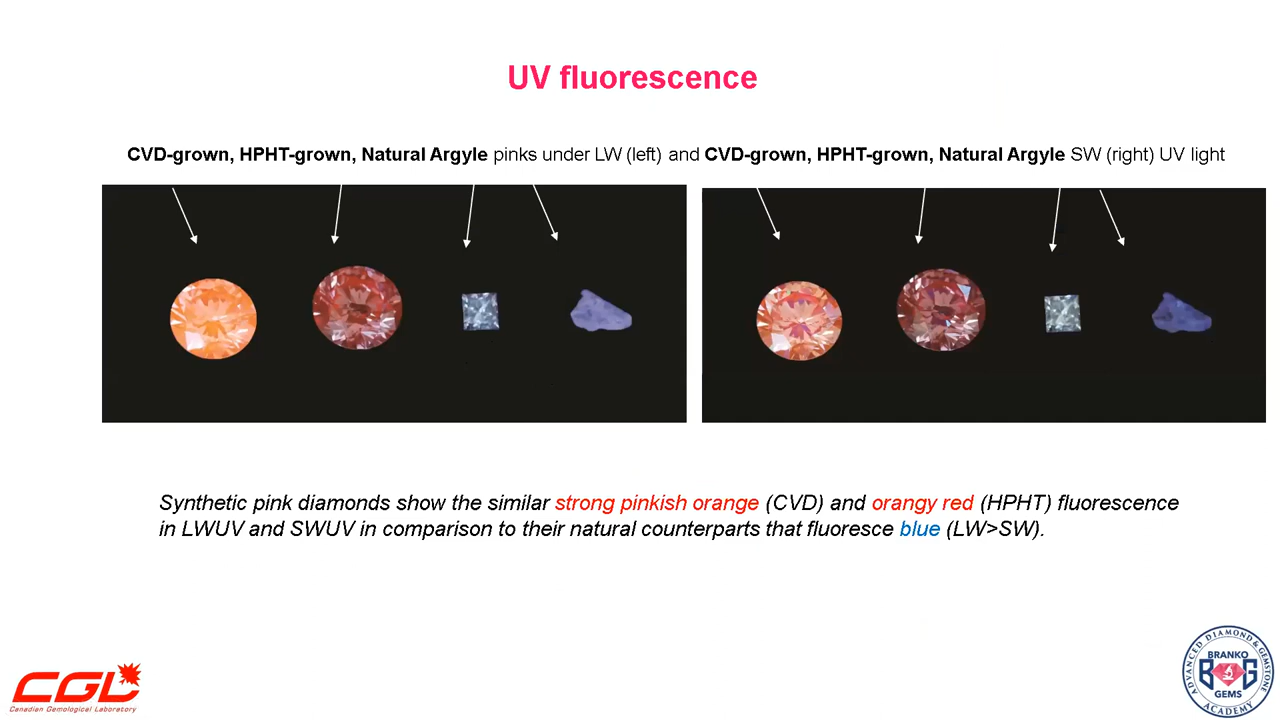 UV fluorescence
CVD-grown, HPHT-grown, Natural Argyle pinks under LW (left) and CVD-grown, HPHT-grown, Natural Argyle SW (right) UV light
Synthetic pink diamonds show the similar strong pinkish orange (CVD) and orangy red (HPHT) fluorescence
in LWUV and SWUV in comparison to their natural counterparts that fluoresce blue (LW>SW).
CGL
Canadian Gemological Laboratory
ADVANCED DIAMOND & GEMSTONE
BRANKO
BG
GEMS
ACADEMY